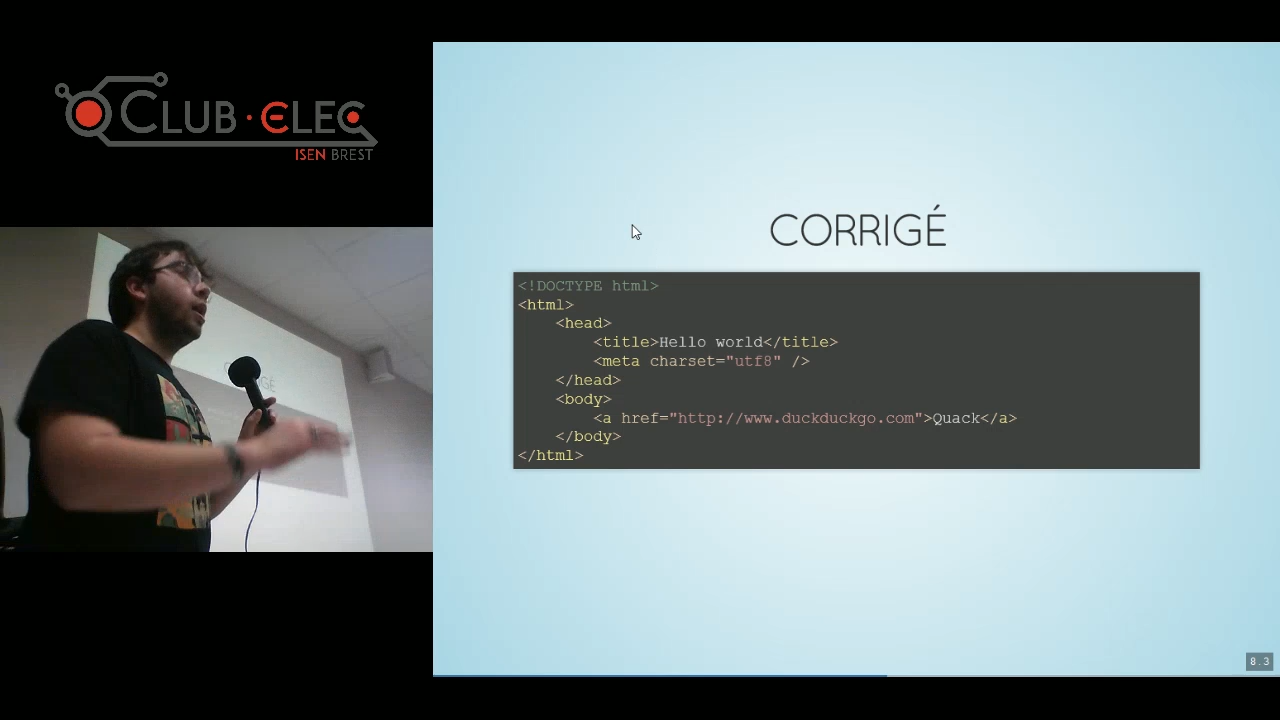 CLUB·ELEC
ISEN BREST
CORRIGÉ
<!DOCTYPE html>
<html>
    <head>
        <title>Hello world</title>
        <meta charset="utf8" />
    </head>
    <body>
        <a href="http://www.duckduckgo.com">Quack</a>
    </body>
</html>
8.3